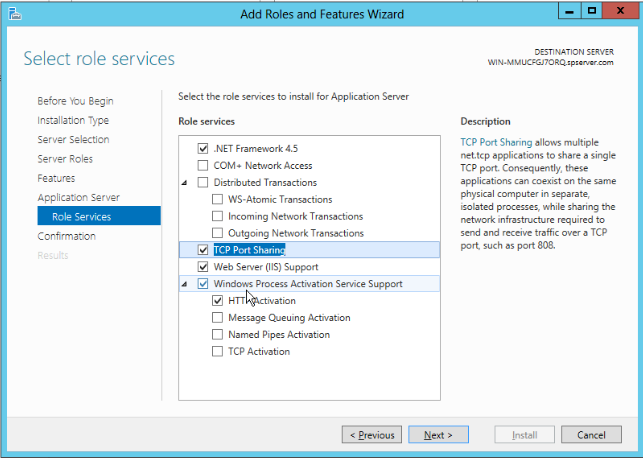 Add Roles and Features Wizard
Select role services
DESTINATION SERVER
WIN-MMUCFGJ7ORQ.spserver.com
Before You Begin
Installation Type
Server Selection
Server Roles
Features
Application Server
Role Services
Confirmation
Results
Select the role services to install for Application Server
Role services
.NET Framework 4.5
COM+ Network Access
Distributed Transactions
WS-Atomic Transactions
Incoming Network Transactions
Outgoing Network Transactions
TCP Port Sharing
Web Server (IIS) Support
Windows Process Activation Service Support
HTTP Activation
Message Queuing Activation
Named Pipes Activation
TCP Activation
Description
TCP Port Sharing allows multiple
net.tcp applications to share a single
TCP port. Consequently, these
applications can coexist on the same
physical computer in separate,
isolated processes, while sharing the
network infrastructure required to
send and receive traffic over a TCP
port, such as port 808.
< Previous
Next >
Install
Cancel